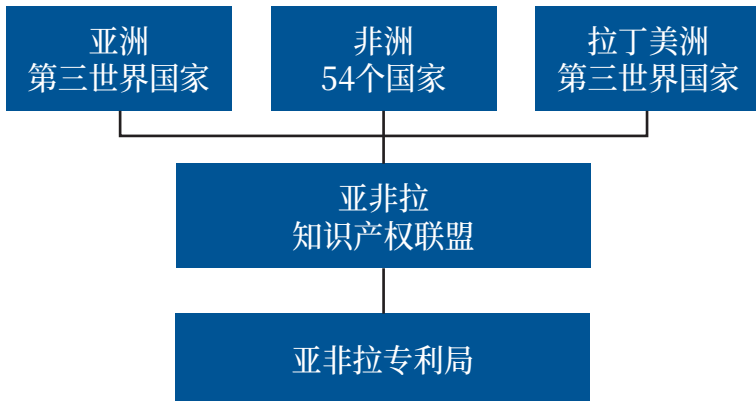 亚洲
第三世界国家
非洲
54个国家
拉丁美洲
第三世界国家
亚非拉
知识产权联盟
亚非拉专利局